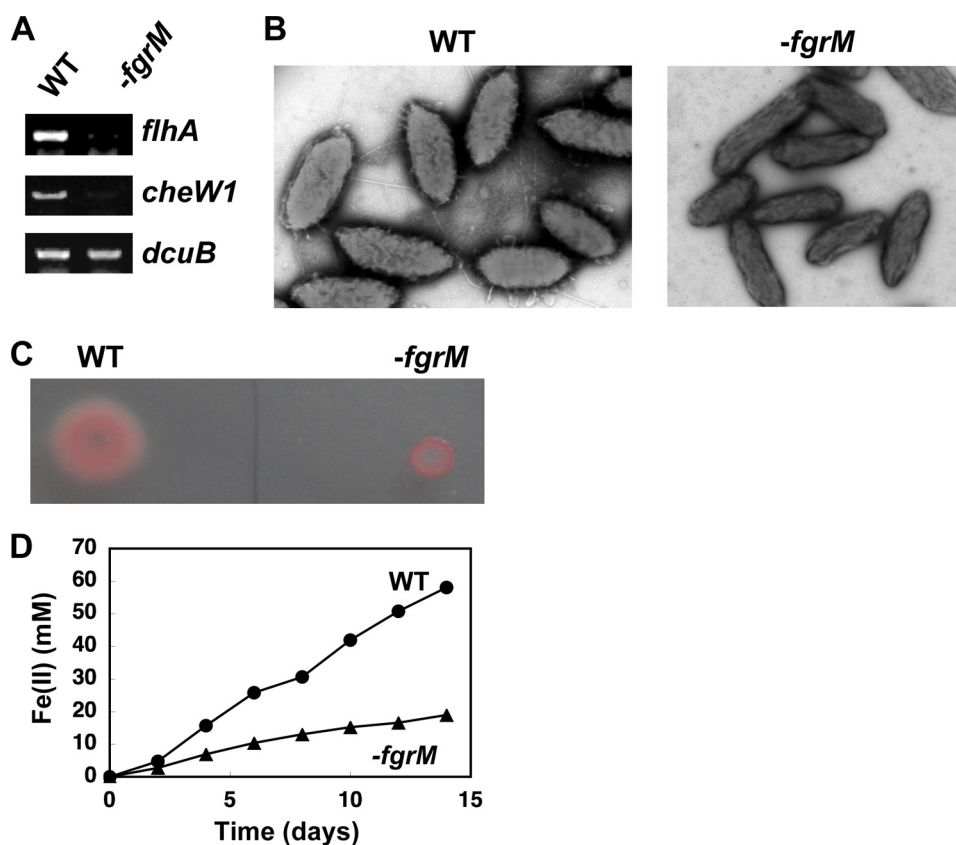 A
WT
-fgrM
flhA
cheW1
dcuB
B
WT
-fgrM
C
WT
-fgrM
D
70
60
50
40
30
20
10
0
Fe(II) (mM)
WT
-fgrM
0
5
10
15
Time (days)